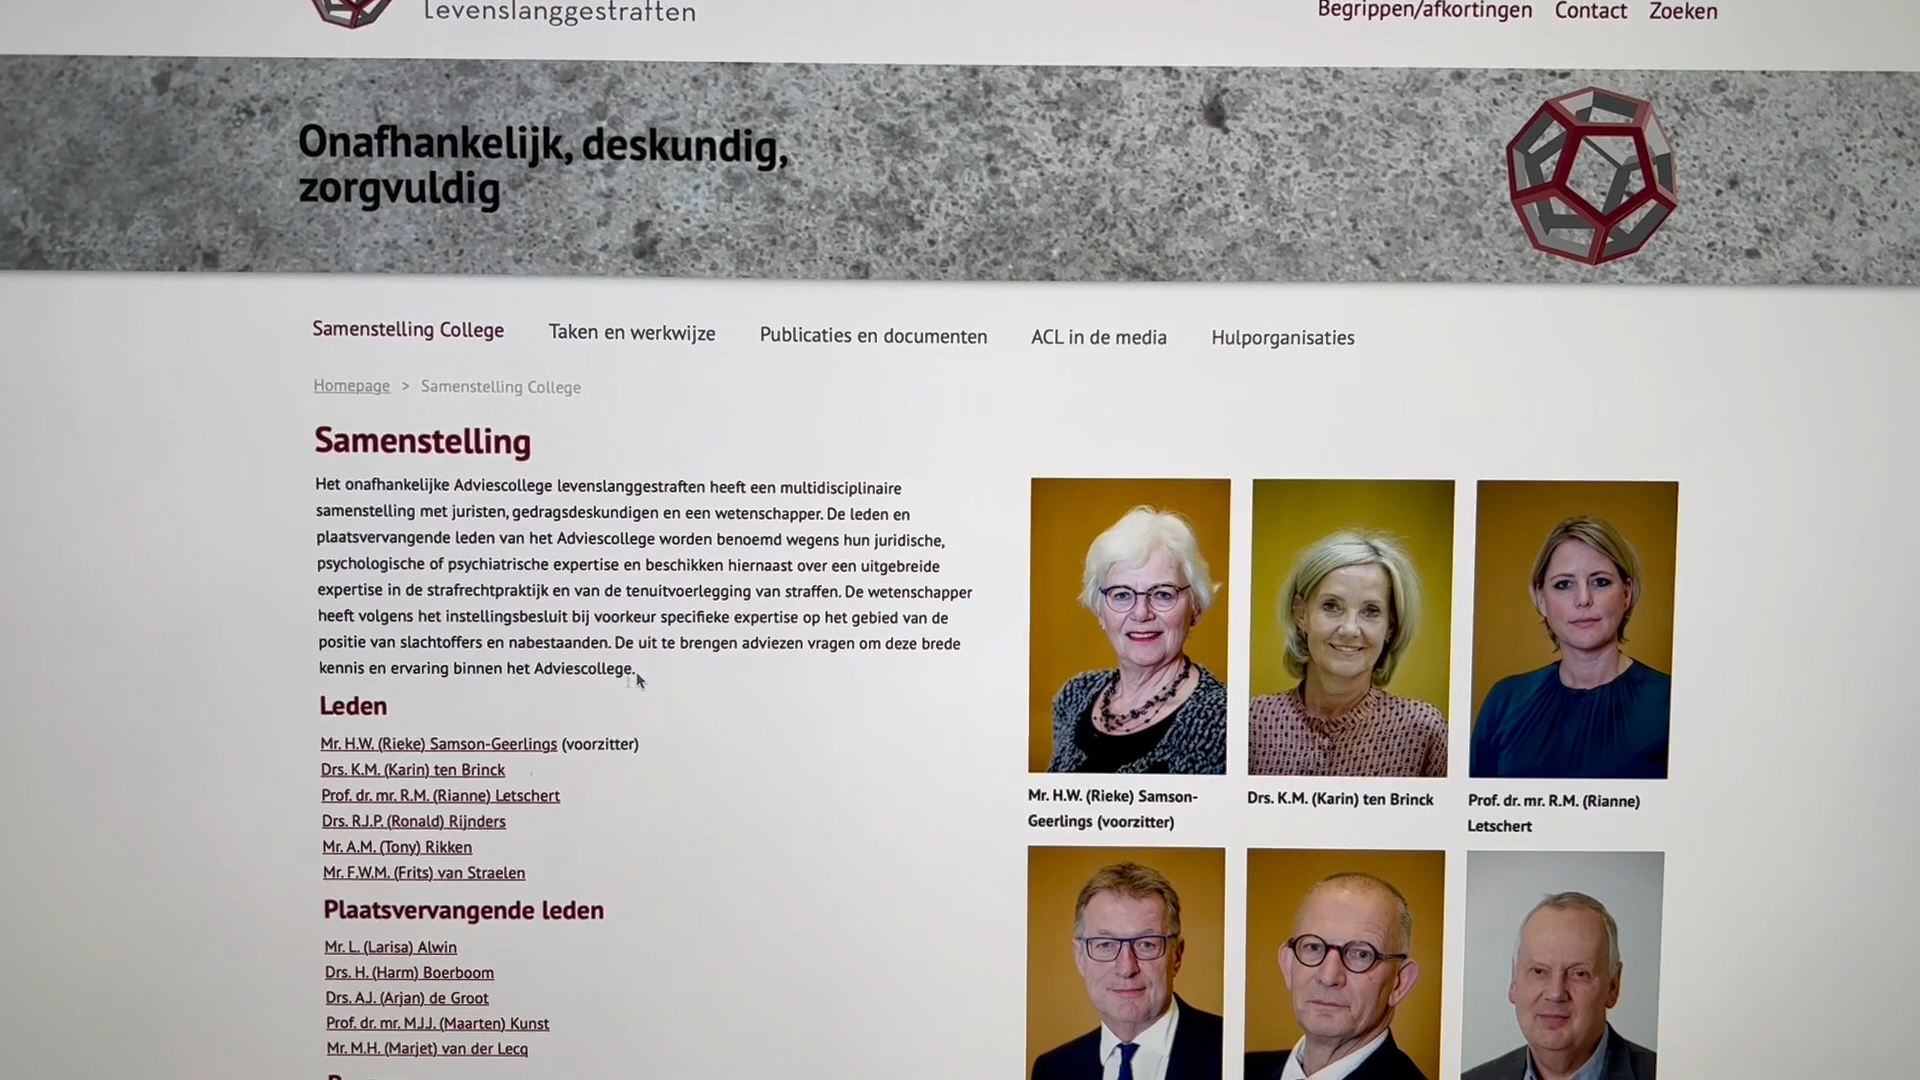 Levenslanggestraften
Begrippen/afkortingen Contact Zoeken
Onafhankelijk, deskundig,
zorgvuldig
Samenstelling College Taken en werkwijze Publicaties en documenten ACL in de media Hulporganisaties
Homepage > Samenstelling College
Samenstelling
Het onafhankelijke Adviescollege levenslanggestraften heeft een multidisciplinaire
samenstelling met juristen, gedragsdeskundigen en een wetenschapper. De leden en
plaatsvervangende leden van het Adviescollege worden benoemd wegens hun juridische,
psychologische of psychiatrische expertise en beschikken hiernaast over een uitgebreide
expertise in de strafrechtpraktijk en van de tenuitvoerlegging van straffen. De wetenschapper
heeft volgens het instellingsbesluit bij voorkeur specifieke expertise op het gebied van de
positie van slachtoffers en nabestaanden. De uit te brengen adviezen vragen om deze brede
kennis en ervaring binnen het Adviescollege.
Leden
Mr. H.W. (Rieke) Samson-Geerlings (voorzitter)
Drs. K.M. (Karin) ten Brinck
Prof. dr. mr. R.M. (Rianne) Letschert
Drs. R.J.P. (Ronald) Rijnders
Mr. A.M. (Tony) Rikken
Mr. F.W.M. (Frits) van Straelen
Plaatsvervangende leden
Mr. L. (Larisa) Alwin
Drs. H. (Harm) Boerboom
Drs. A.J. (Arjan) de Groot
Prof. dr. mr. M.J.J. (Maarten) Kunst
Mr. M.H. (Marjet) van der Lecq
Mr. H.W. (Rieke) Samson-
Geerlings (voorzitter)
Drs. K.M. (Karin) ten Brinck
Prof. dr. mr. R.M. (Rianne)
Letschert